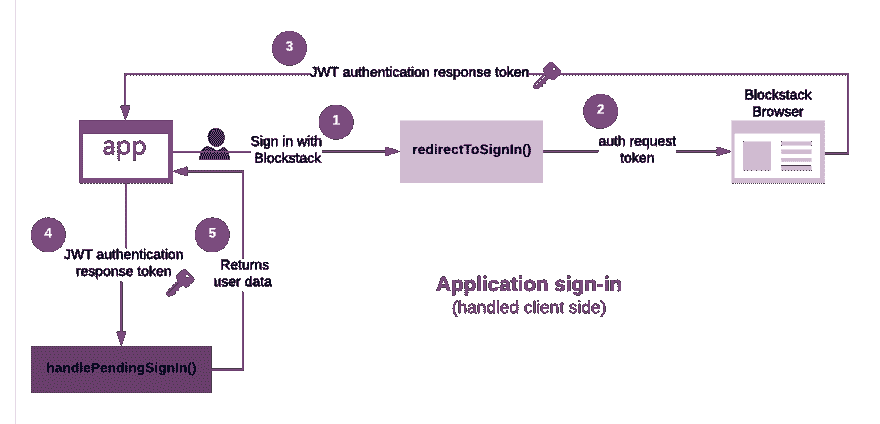 3
JWT authentication response token
1
2
Blockstack
Browser
app
Sign in with
Blockstack
redirectToSignIn()
auth request
token
4
JWT authentication
response token
5
Returns
user data
Application sign-in
(handled client side)
handlePendingSignIn()